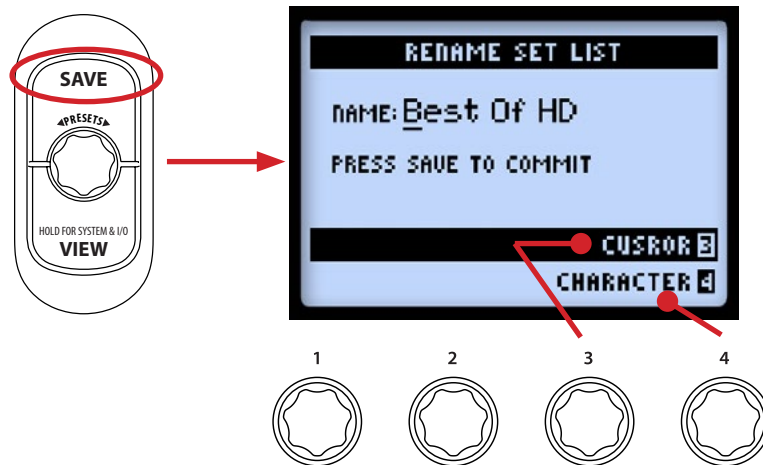 SAVE
◄PRESETS►
HOLD FOR SYSTEM & I/O
VIEW
RENAME SET LIST
NAME: Best Of HD
PRESS SAVE TO COMMIT
CUSROR 3
CHARACTER 4
1 2 3 4